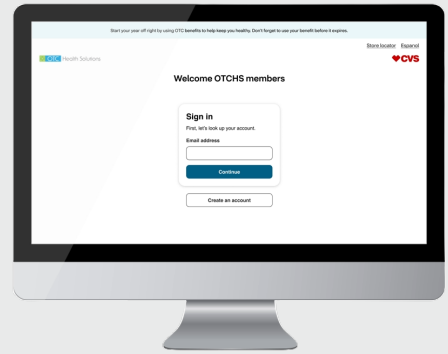 Start your year off right by using OTC benefits to help keep you healthy. Don't forget to use your benefit before it expires.
Store locator Espanol
OTC Health Solutions
CVS
Welcome OTCHS members
Sign in
First, let's look up your account.
Email address
Continue
Create an account